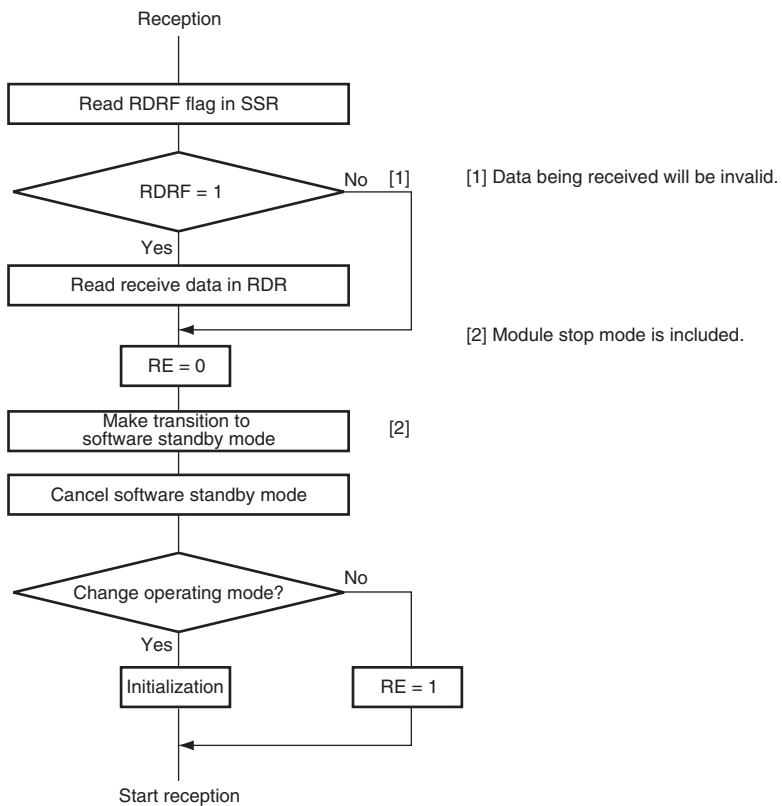 Reception
Read RDRF flag in SSR
RDRF = 1
No
[1]
[1] Data being received will be invalid.
Yes
Read receive data in RDR
[2] Module stop mode is included.
RE = 0
Make transition to
software standby mode
[2]
Cancel software standby mode
Change operating mode?
No
Yes
Initialization
RE = 1
Start reception